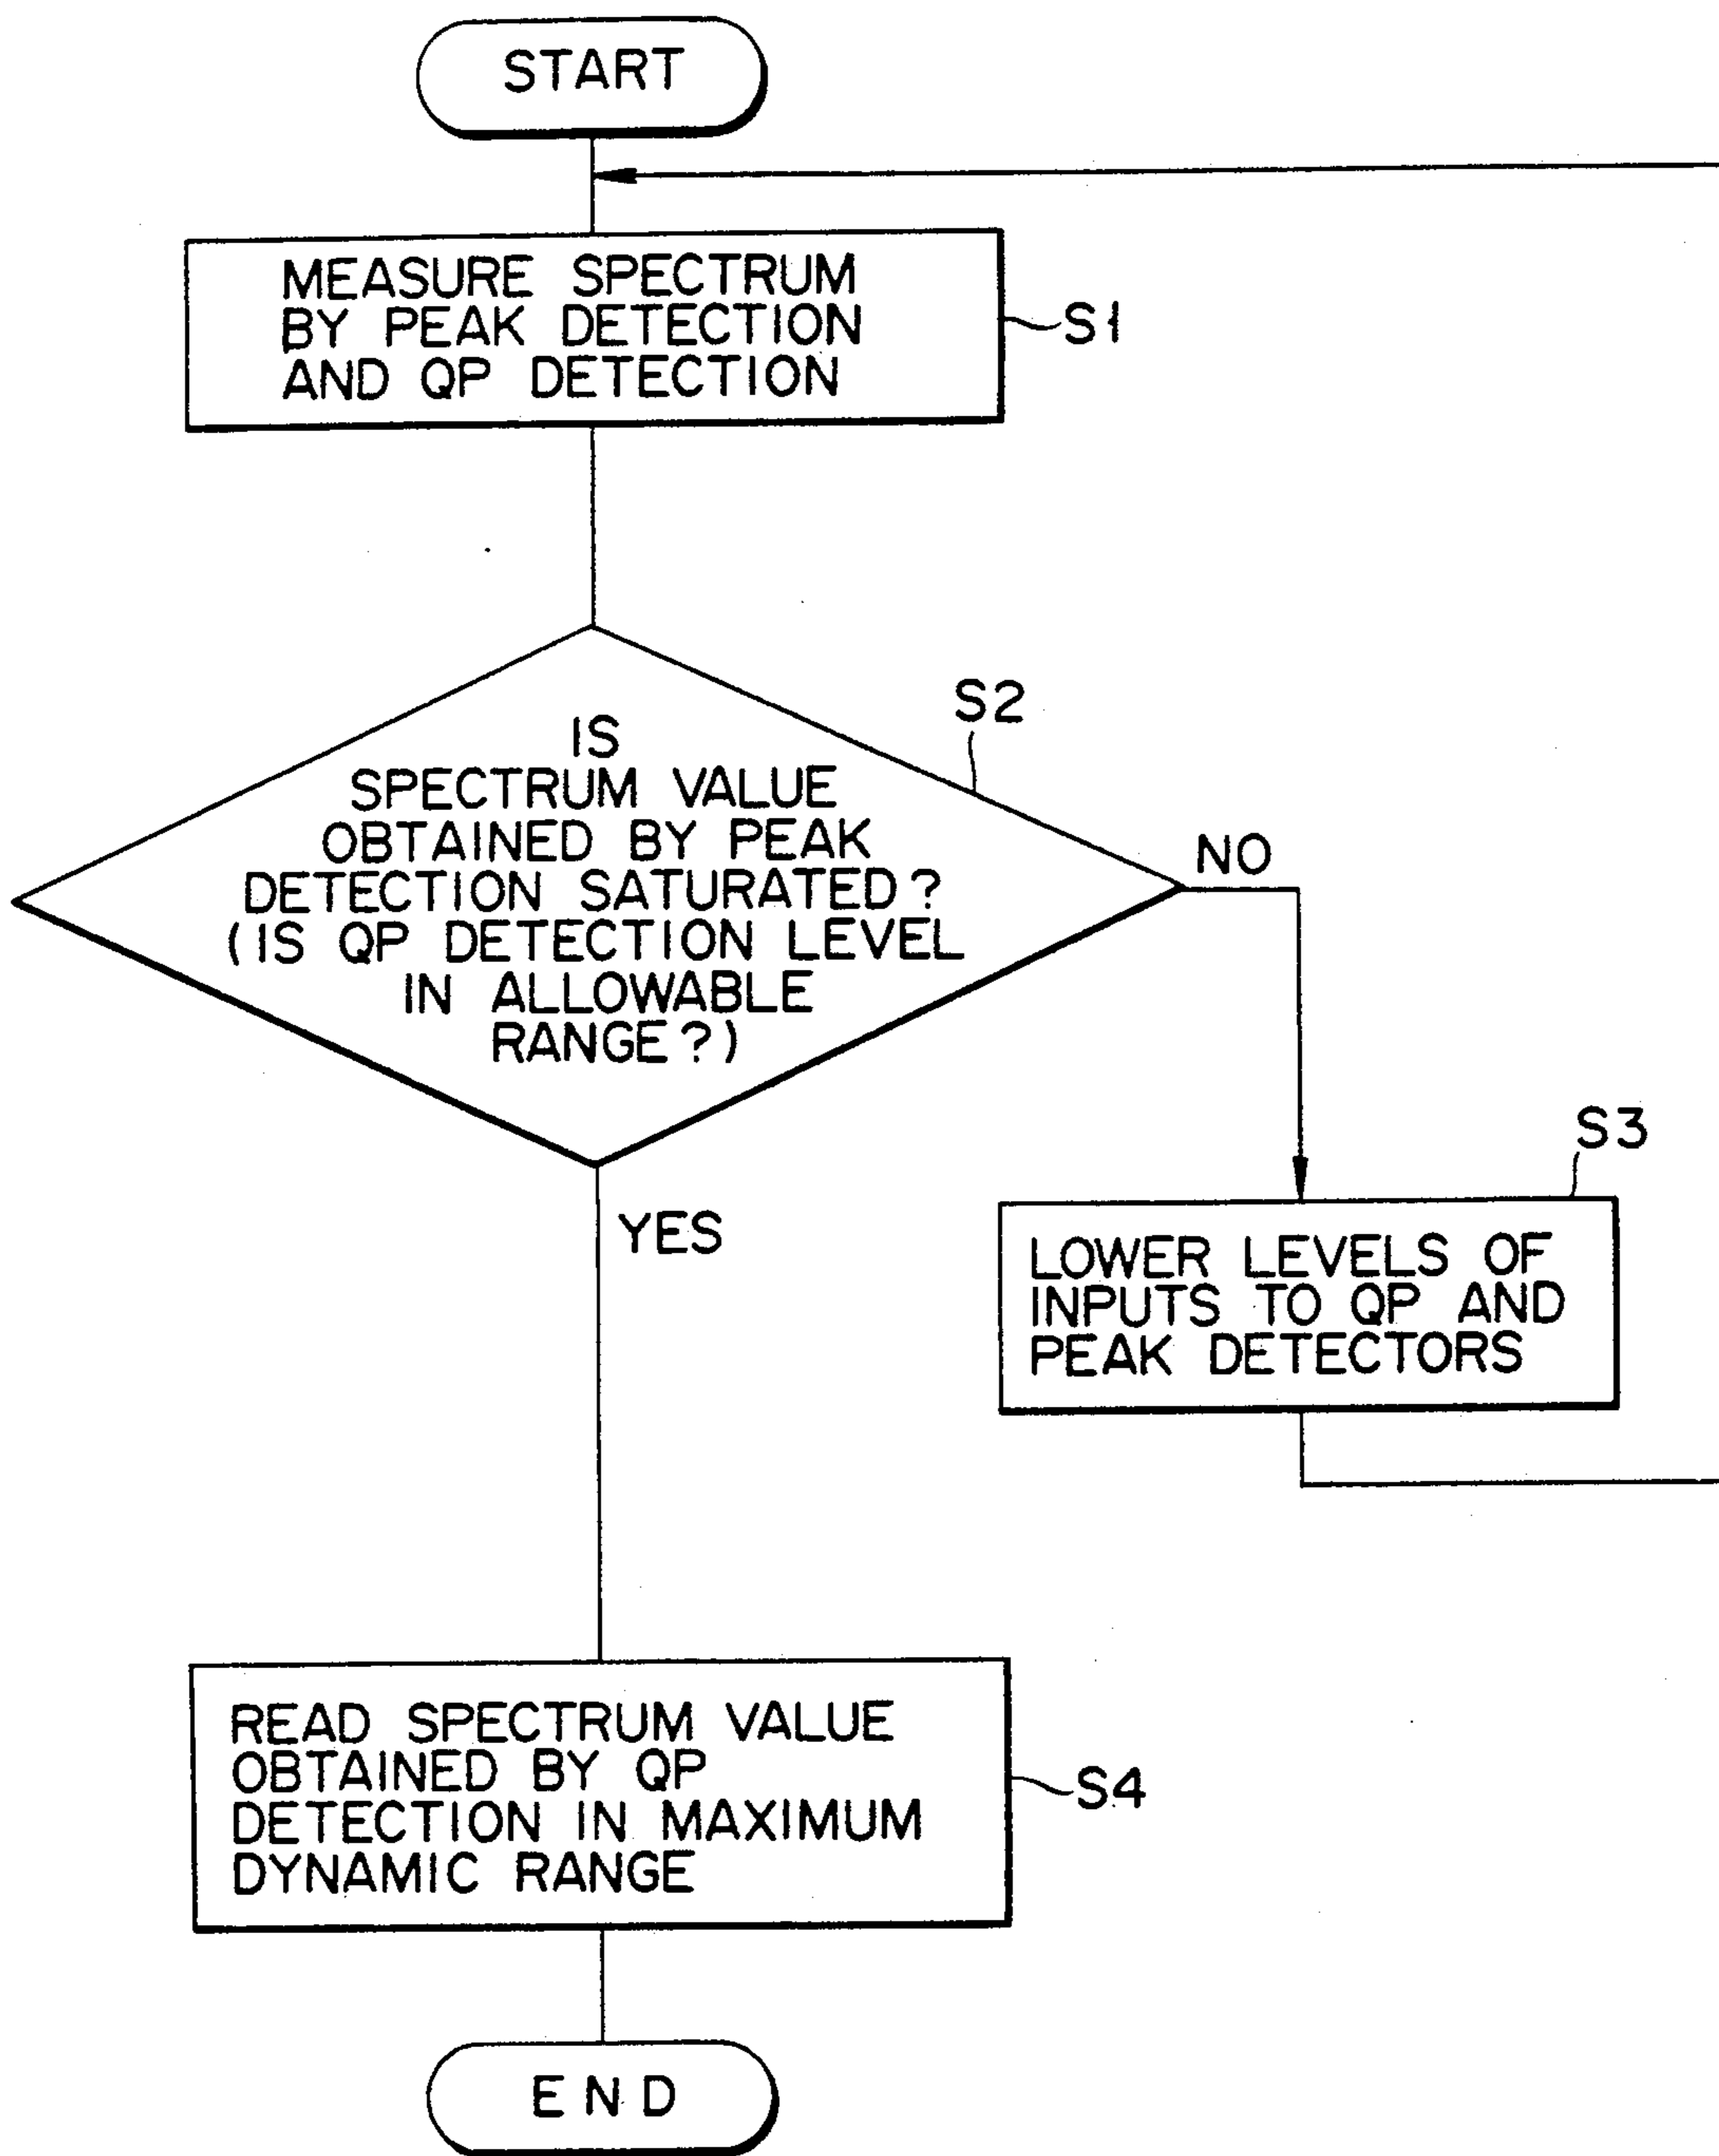 START
MEASURE SPECTRUM
BY PEAK DETECTION
AND QP DETECTION
S1
S2
IS
SPECTRUM VALUE
OBTAINED BY PEAK
DETECTION SATURATED?
(IS QP DETECTION LEVEL
IN ALLOWABLE
RANGE?)
NO
YES
S3
LOWER LEVELS OF
INPUTS TO QP AND
PEAK DETECTORS
READ SPECTRUM VALUE
OBTAINED BY QP
DETECTION IN MAXIMUM
DYNAMIC RANGE
S4
END